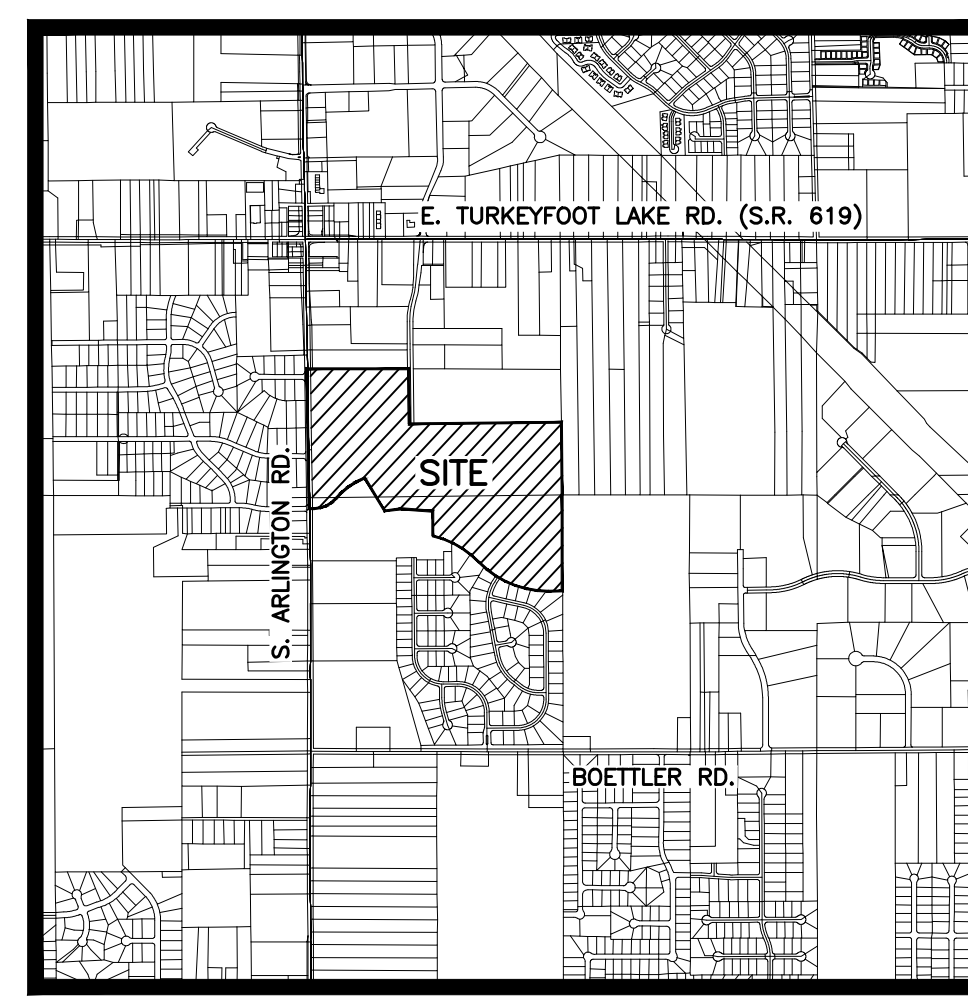 E. TURKEYFOOT LAKE RD. (S.R. 619)
SITE
S. ARLINGTON RD.
BOETTLER RD.